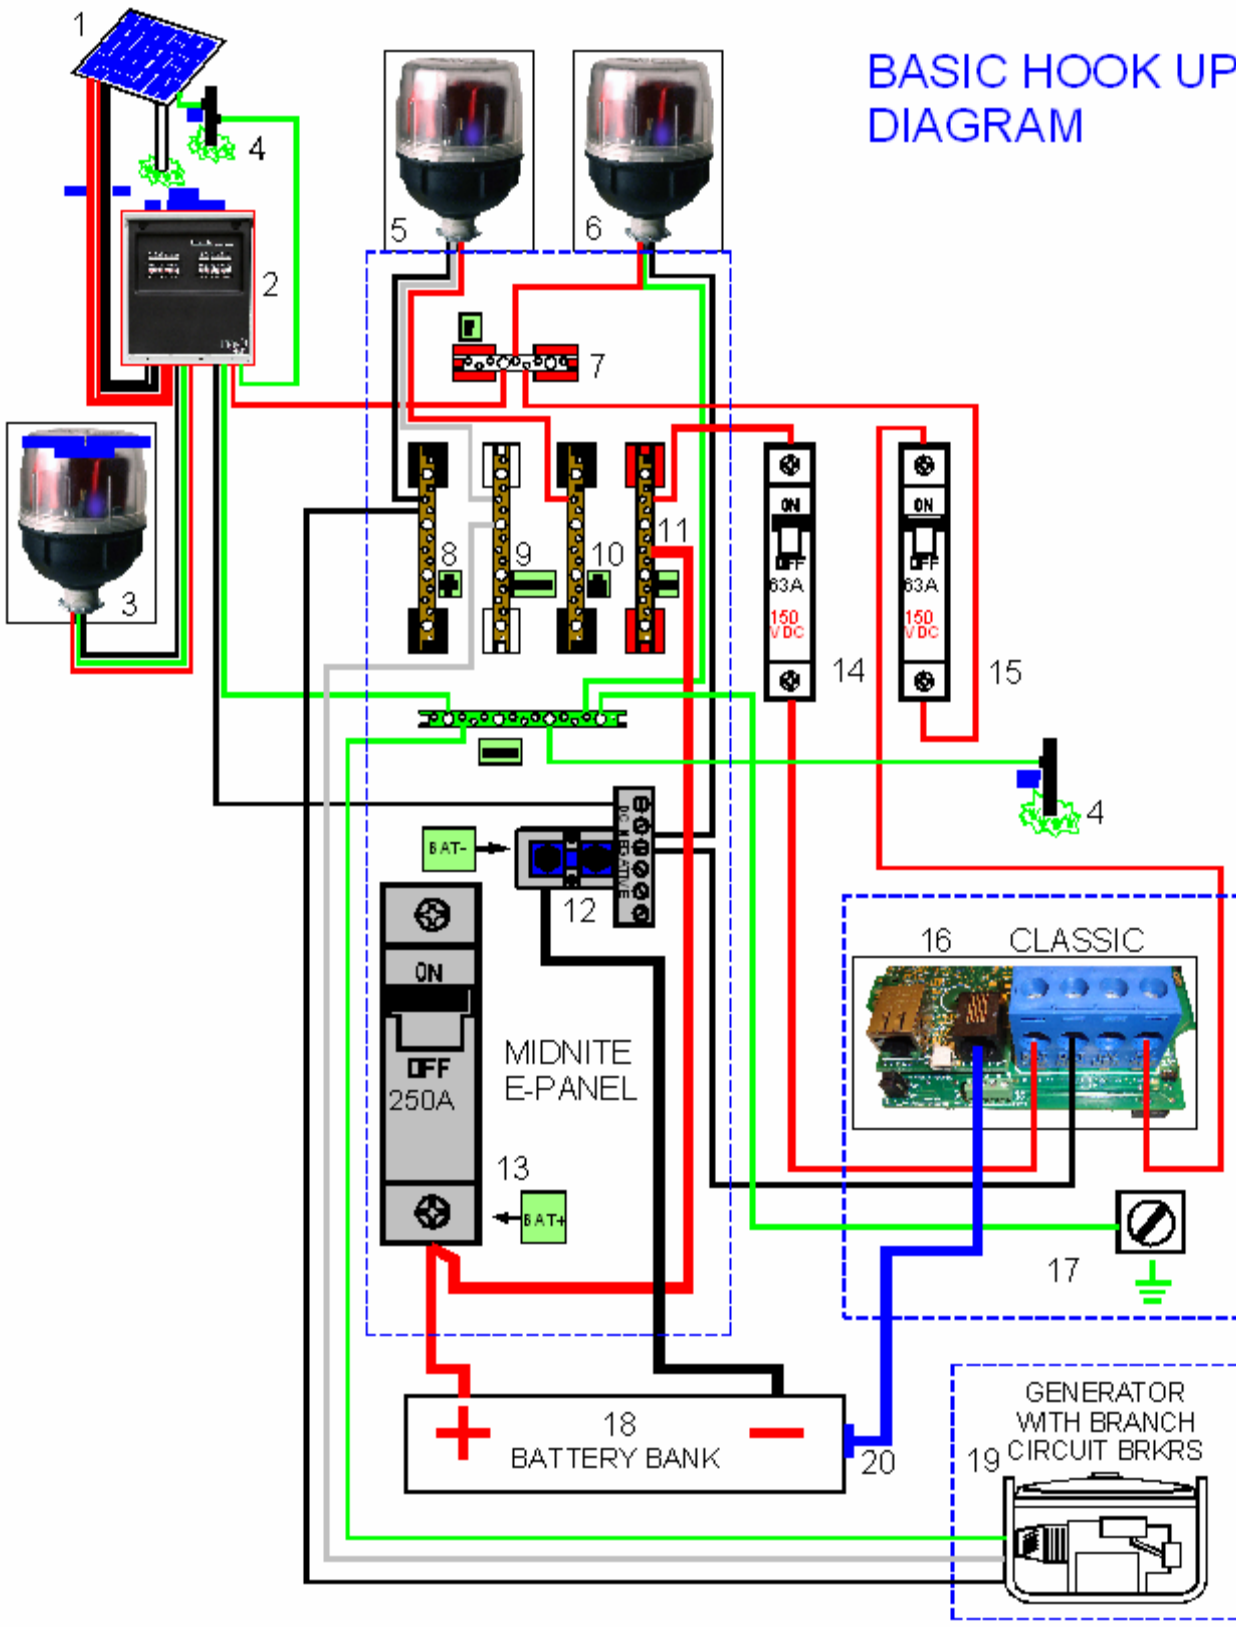 BASIC HOOK UP
DIAGRAM
1
4
5
6
2
7
3
8
9
10
11
ON
OFF
63A
150
VDC
14
ON
OFF
63A
150
VDC
15
4
BAT-
DC NEGATIVE
12
ON
OFF
250A
MIDNITE
E-PANEL
13
BAT+
16
CLASSIC
17
18
BATTERY BANK
20
GENERATOR
WITH BRANCH
CIRCUIT BRKRS
19